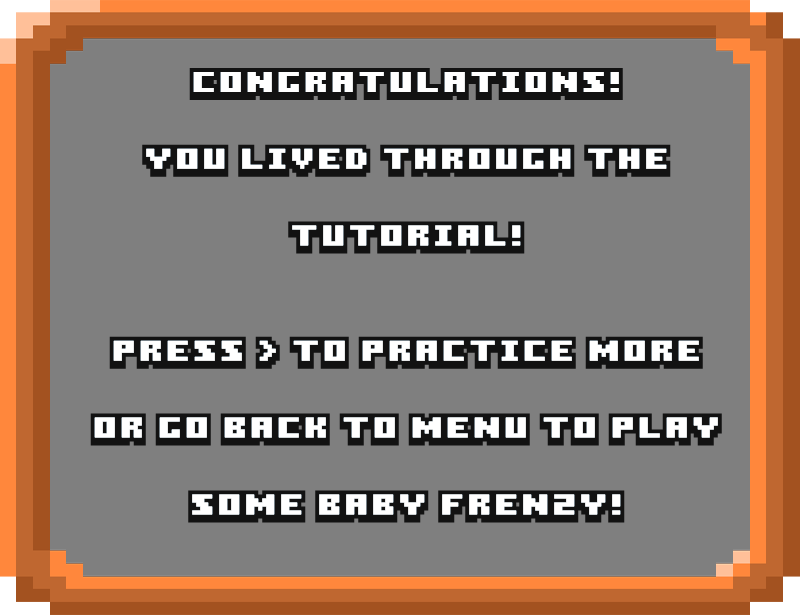 CONGRATULATIONS!
YOU LIVED THROUGH THE
TUTORIAL!
PRESS > TO PRACTICE MORE
OR GO BACK TO MENU TO PLAY
SOME BABY FRENZY!